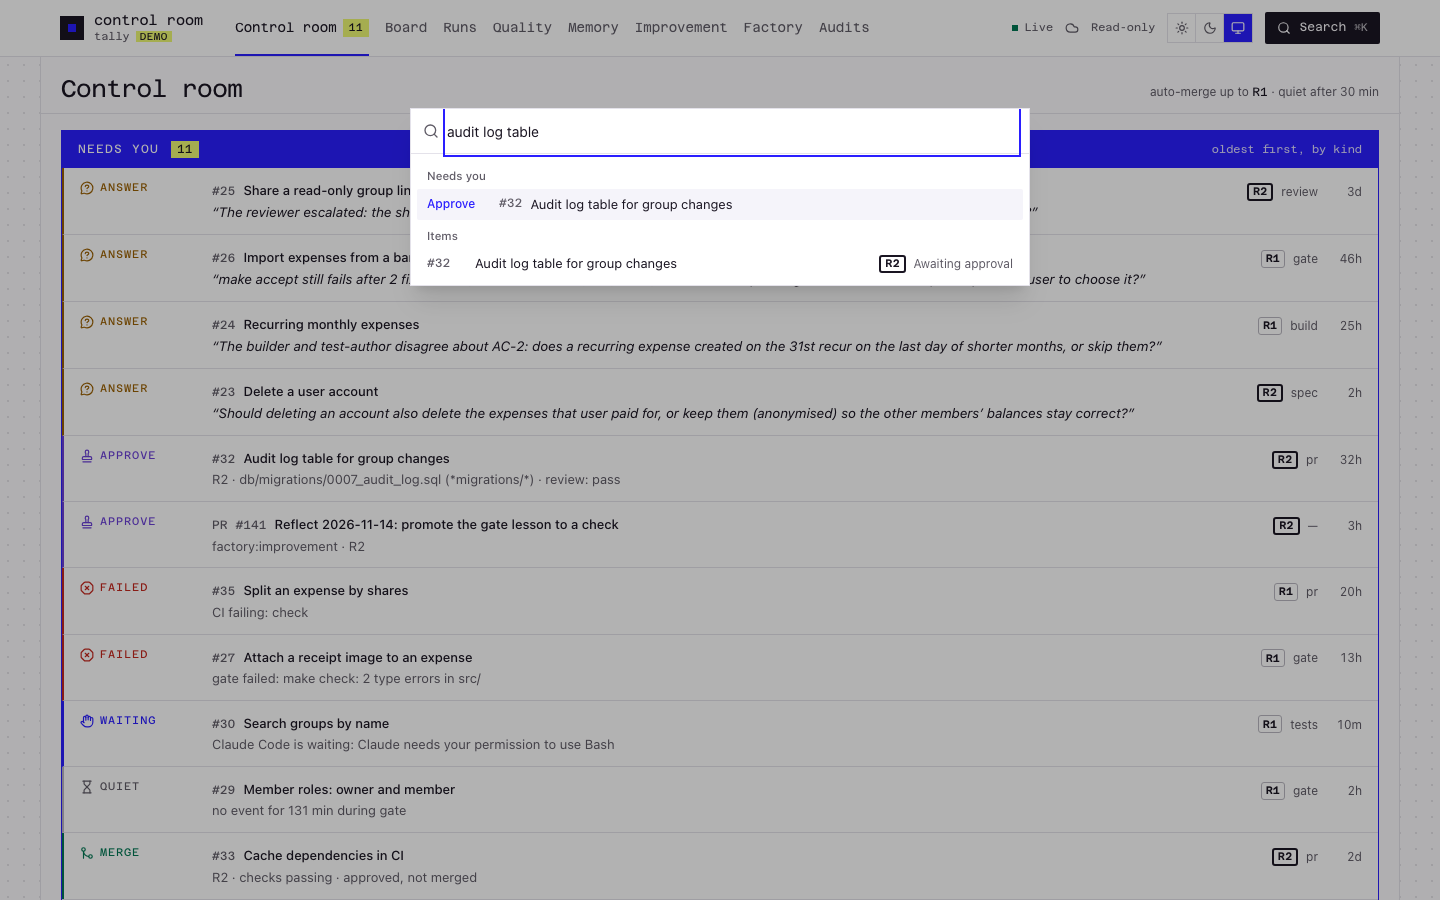 control room
tally DEMO
Control room 11 Board Runs Quality Memory Improvement Factory Audits
Live Read-only Search ⌘K
Control room
auto-merge up to R1 · quiet after 30 min
NEEDS YOU 11
oldest first, by kind
audit log table
Needs you
Approve #32 Audit log table for group changes
Items
#32 Audit log table for group changes R2 Awaiting approval
ANSWER #25 Share a read-only group lin R2 review 3d
“The reviewer escalated: the sh ?”
ANSWER #26 Import expenses from a ba R1 gate 46h
“make accept still fails after 2 fi user to choose it?”
ANSWER #24 Recurring monthly expenses R1 build 25h
“The builder and test-author disagree about AC-2: does a recurring expense created on the 31st recur on the last day of shorter months, or skip them?”
ANSWER #23 Delete a user account R2 spec 2h
“Should deleting an account also delete the expenses that user paid for, or keep them (anonymised) so the other members’ balances stay correct?”
APPROVE #32 Audit log table for group changes R2 pr 32h
R2 · db/migrations/0007_audit_log.sql (*migrations/*) · review: pass
APPROVE PR #141 Reflect 2026-11-14: promote the gate lesson to a check R2 — 3h
factory:improvement · R2
FAILED #35 Split an expense by shares R1 pr 20h
CI failing: check
FAILED #27 Attach a receipt image to an expense R1 gate 13h
gate failed: make check: 2 type errors in src/
WAITING #30 Search groups by name R1 tests 10m
Claude Code is waiting: Claude needs your permission to use Bash
QUIET #29 Member roles: owner and member R1 gate 2h
no event for 131 min during gate
MERGE #33 Cache dependencies in CI R2 pr 2d
R2 · checks passing · approved, not merged